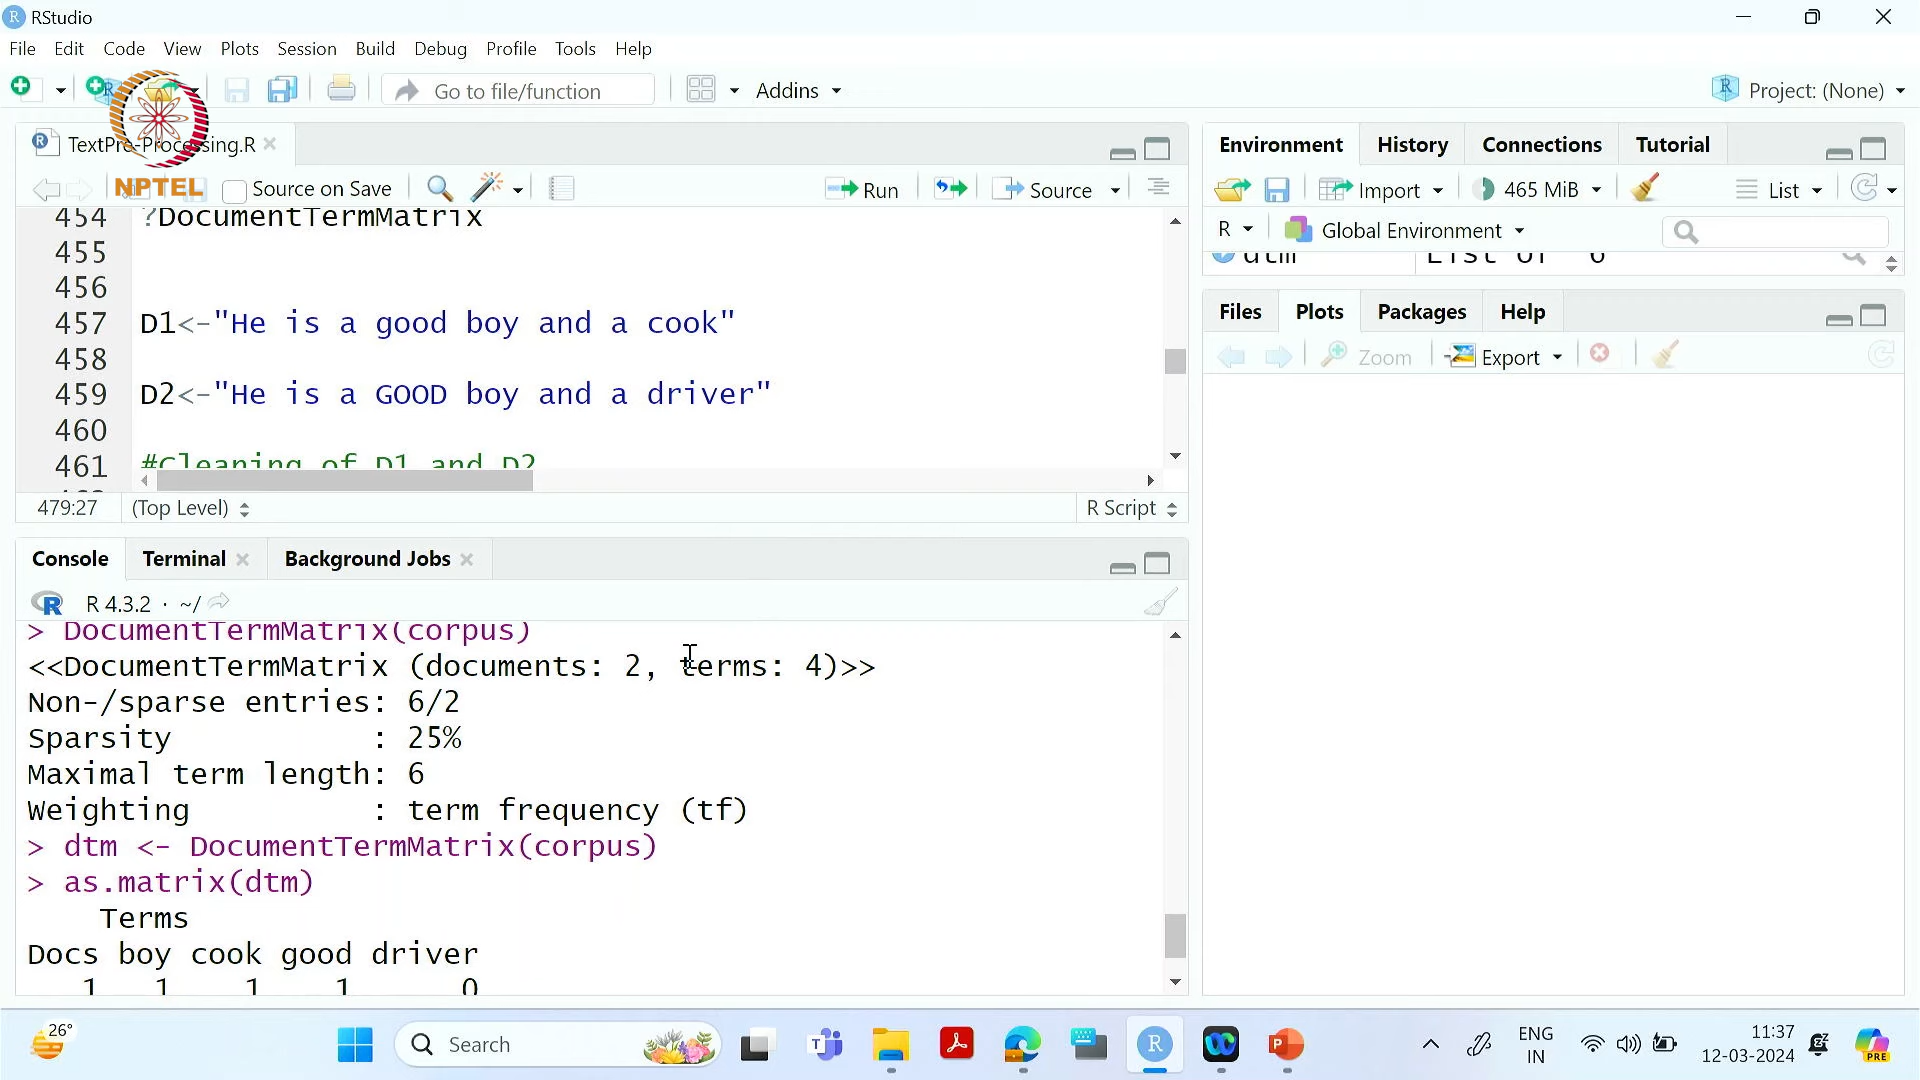 RStudio
File Edit Code View Plots Session Build Debug Profile Tools Help
Go to file/function Addins Project: (None)
TextPre-Processing.R
NPTEL
Source on Save Run Source
454 ?DocumentTermMatrix
455
456
457 D1<-"He is a good boy and a cook"
458
459 D2<-"He is a GOOD boy and a driver"
460
461 #Cleaning of D1 and D2
479:27 (Top Level) R Script
Console Terminal Background Jobs
R 4.3.2 · ~/
> DocumentTermMatrix(corpus)
<<DocumentTermMatrix (documents: 2, terms: 4)>>
Non-/sparse entries: 6/2
Sparsity : 25%
Maximal term length: 6
Weighting : term frequency (tf)
> dtm <- DocumentTermMatrix(corpus)
> as.matrix(dtm)
Terms
Docs boy cook good driver
1 1 1 1 0
Environment History Connections Tutorial
Import 465 MiB List
R Global Environment
dtm List of 6
Files Plots Packages Help
Zoom Export
26°
Search
ENG
IN
11:37
12-03-2024
PRE